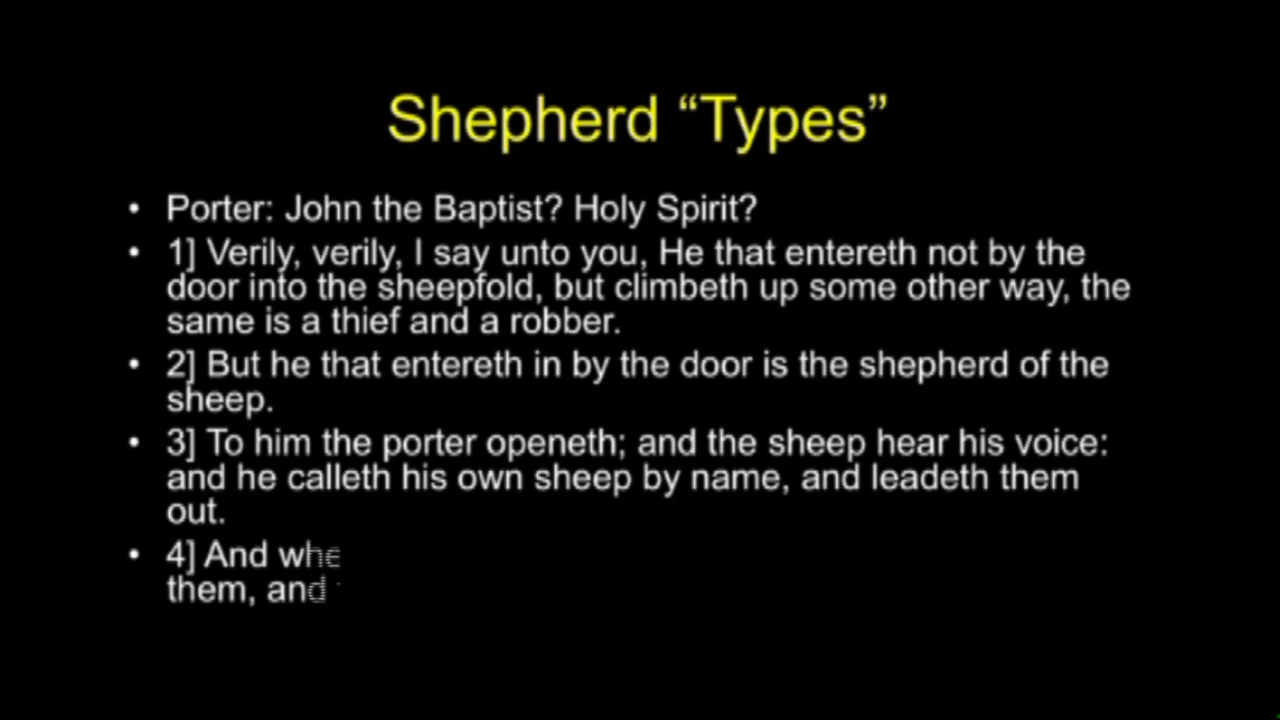 Shepherd “Types”
• Porter: John the Baptist? Holy Spirit?
• 1] Verily, verily, I say unto you, He that entereth not by the
door into the sheepfold, but climbeth up some other way, the
same is a thief and a robber.
• 2] But he that entereth in by the door is the shepherd of the
sheep.
• 3] To him the porter openeth; and the sheep hear his voice:
and he calleth his own sheep by name, and leadeth them
out.
• 4] And whe
them, and